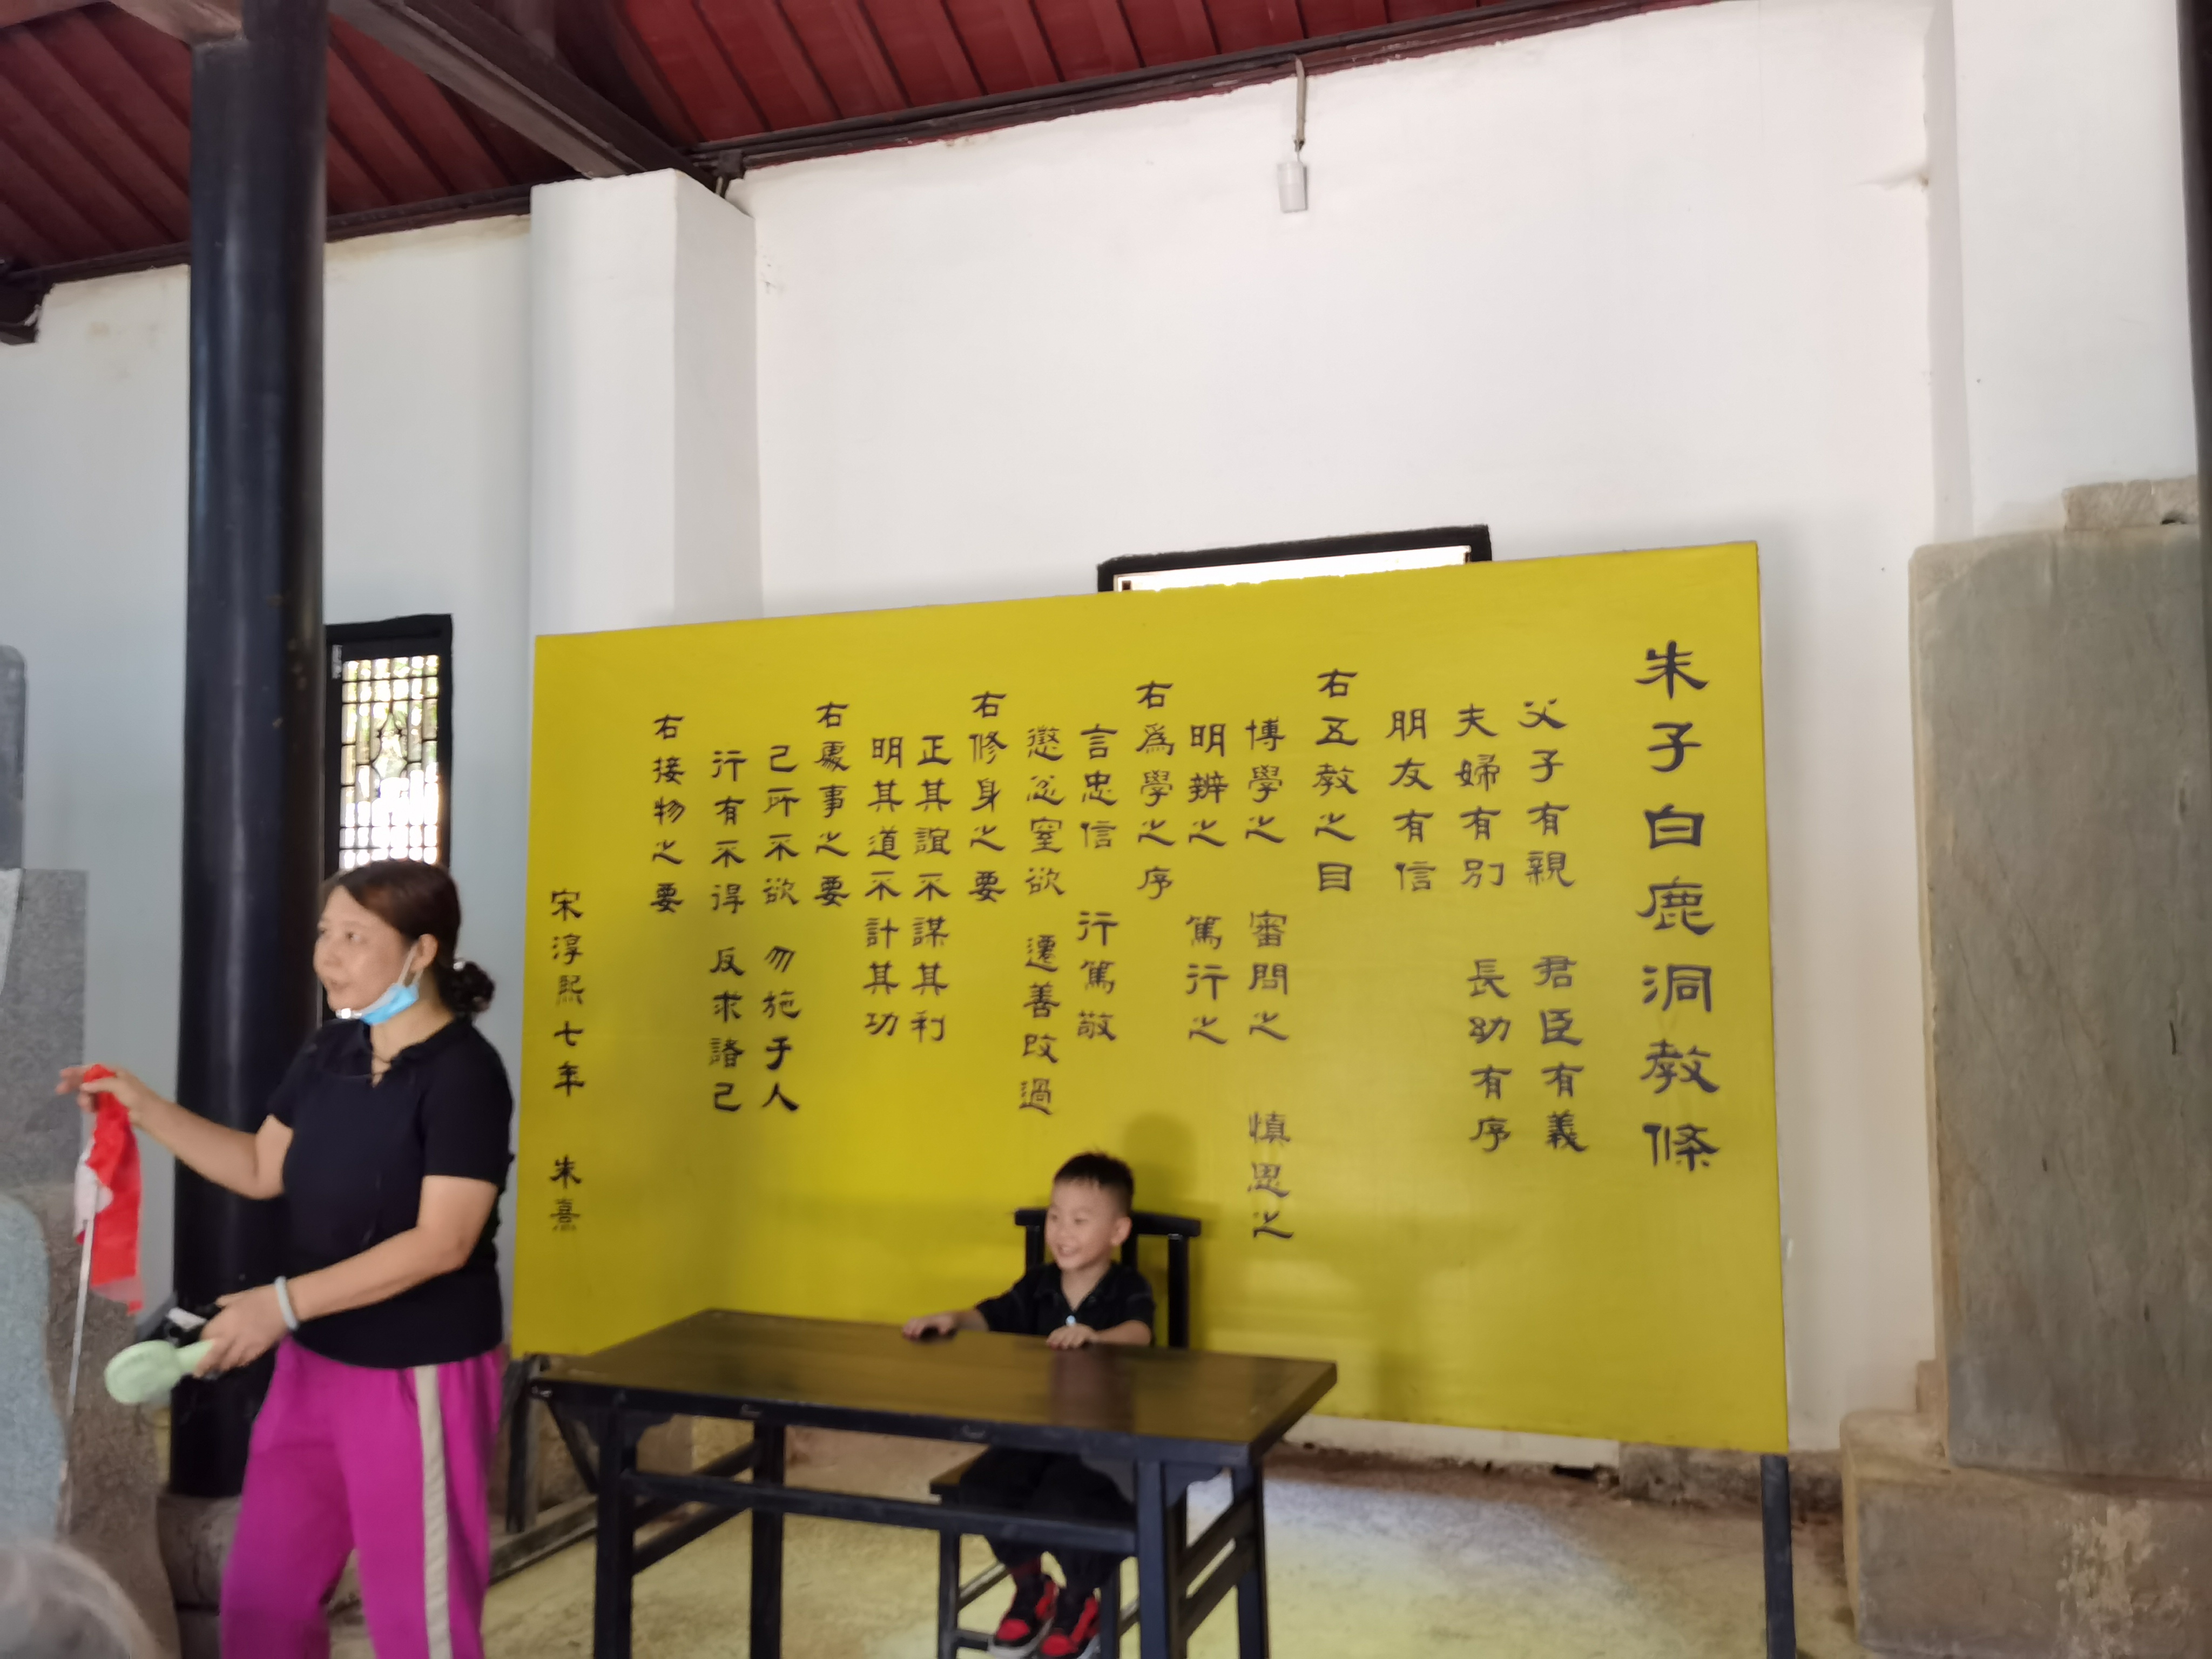 朱子白鹿洞教條
父子有親 君臣有義
夫婦有別 長幼有序
朋友有信
右五教之目
博學之 審問之 慎思之
明辨之 篤行之
右為學之序
言忠信 行篤敬
懲忿窒欲 遷善改過
右修身之要
正其誼不謀其利
明其道不計其功
右處事之要
己所不欲 勿施于人
行有不得 反求諸己
右接物之要
宋淳熙七年 朱熹